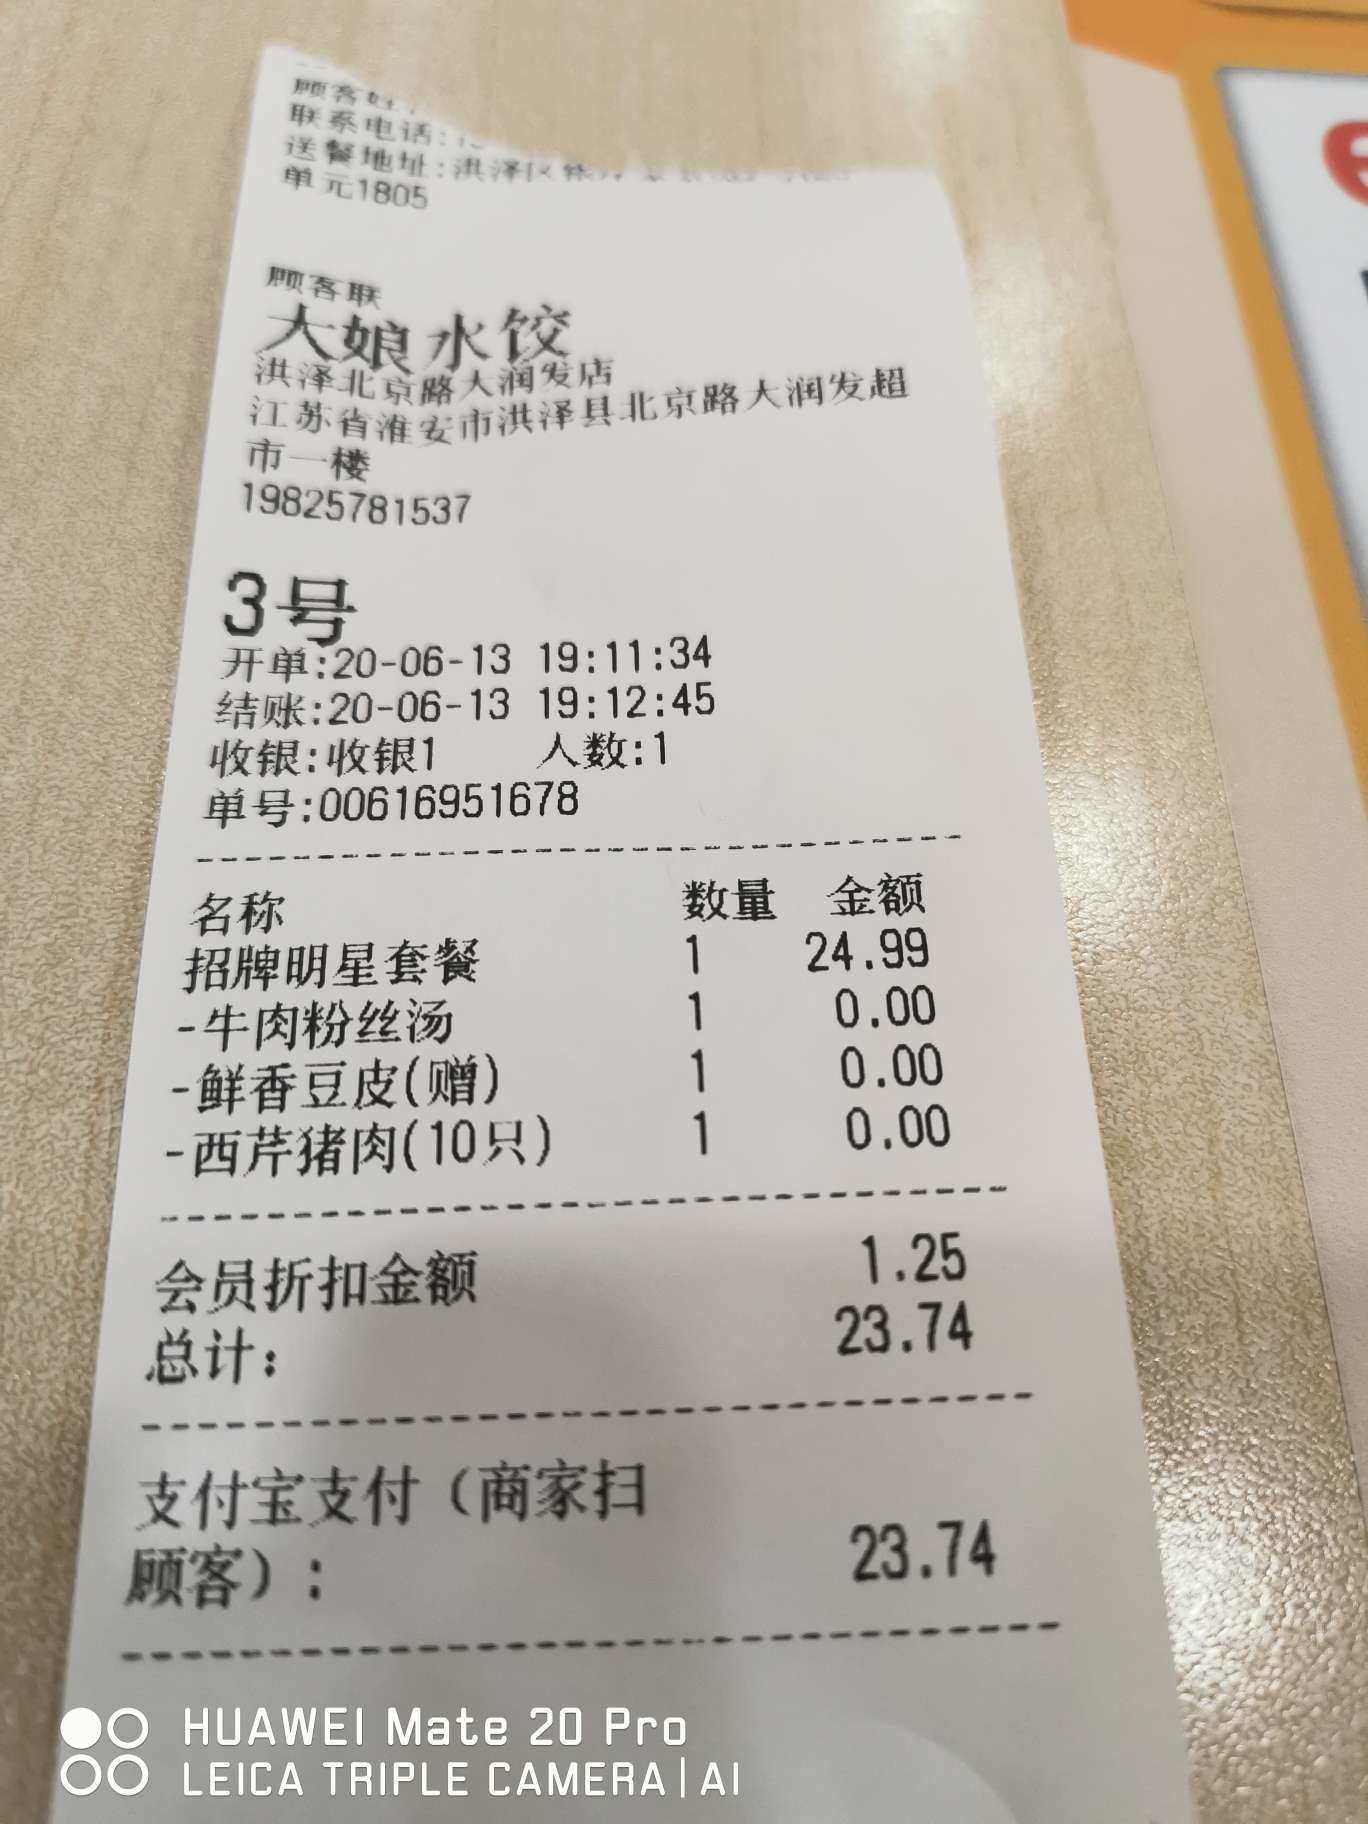 顾客姓
联系电话:1
送餐地址:洪泽区
单元1805
顾客联
大娘水饺
洪泽北京路大润发店
江苏省淮安市洪泽县北京路大润发超
市一楼
19825781537
3号
开单:20-06-13 19:11:34
结账:20-06-13 19:12:45
收银:收银1 人数:1
单号:00616951678
名称 数量 金额
招牌明星套餐 1 24.99
-牛肉粉丝汤 1 0.00
-鲜香豆皮(赠) 1 0.00
-西芹猪肉(10只) 1 0.00
会员折扣金额 1.25
总计: 23.74
支付宝支付（商家扫
顾客）: 23.74
HUAWEI Mate 20 Pro
LEICA TRIPLE CAMERA|AI